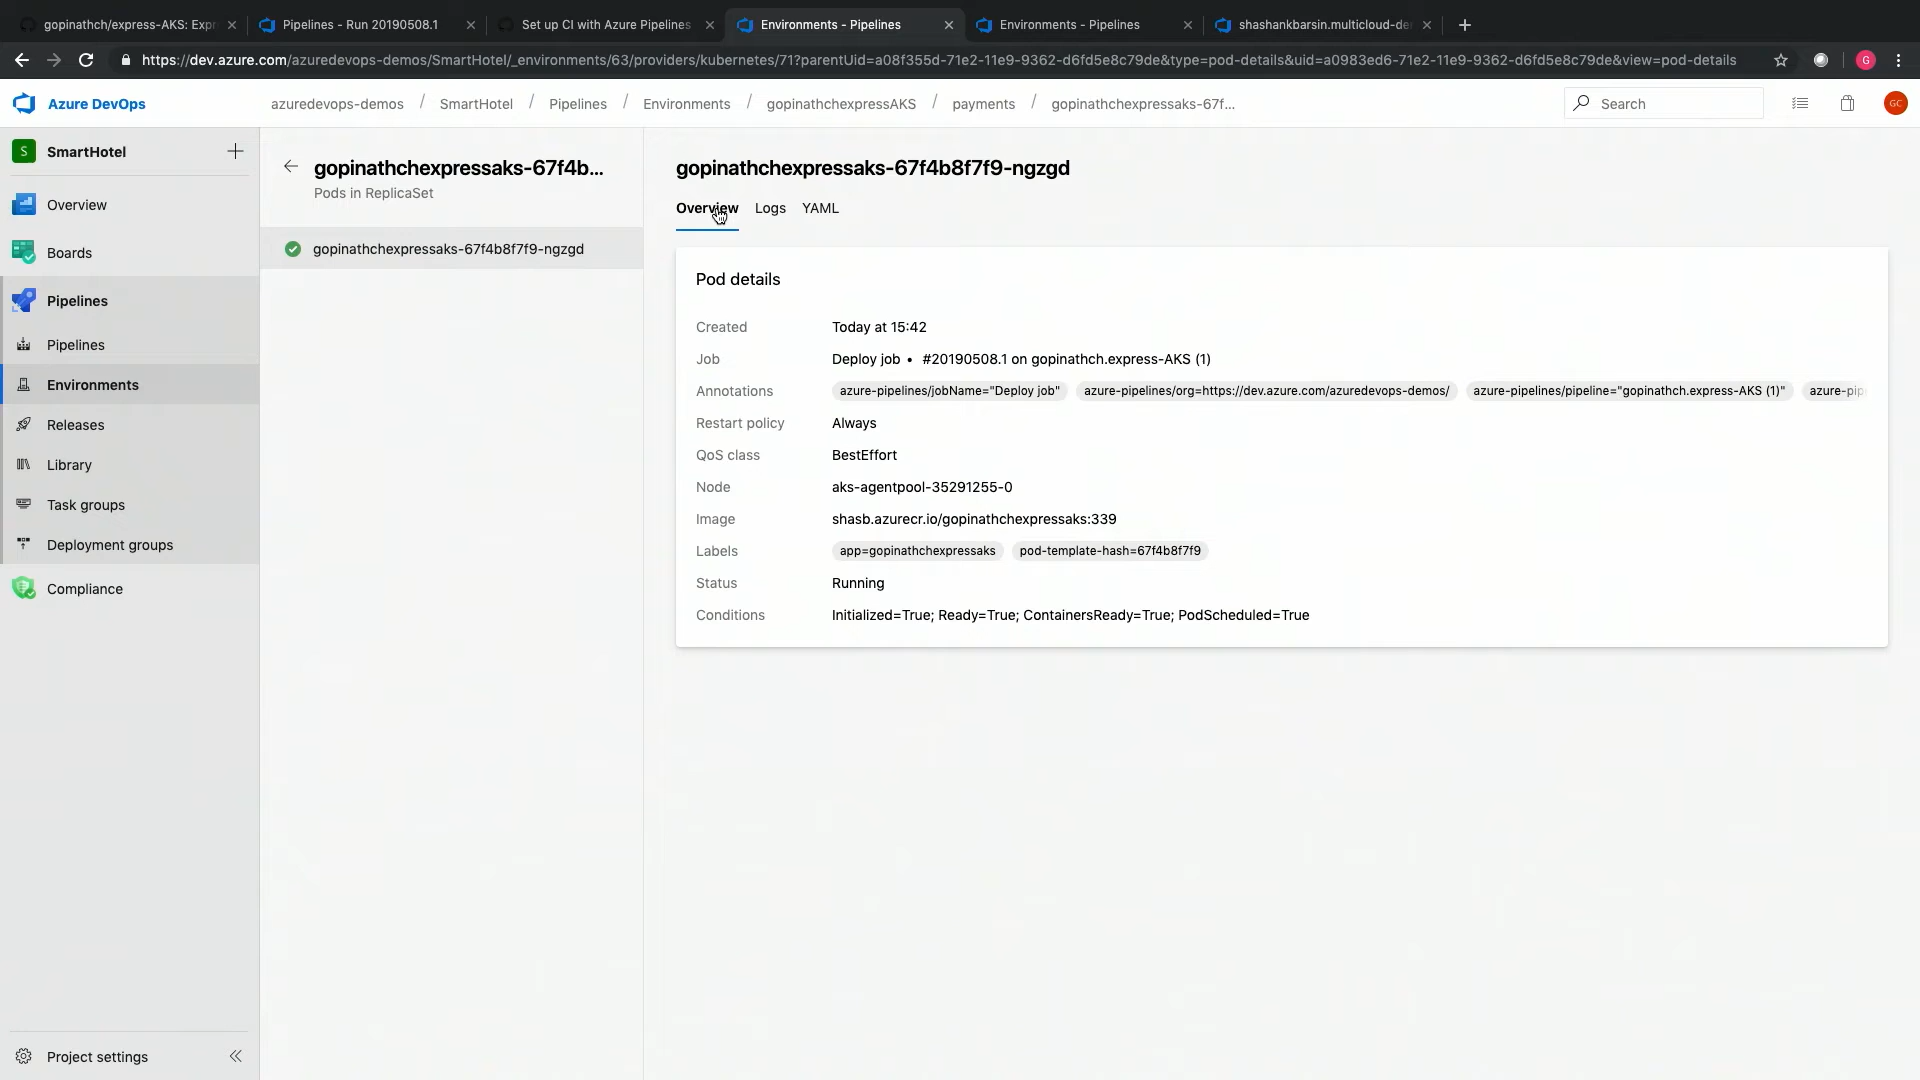 gopinathch/express-AKS: Expr
Pipelines - Run 20190508.1
Set up CI with Azure Pipelines
Environments - Pipelines
Environments - Pipelines
shashankbarsin.multicloud-de
https://dev.azure.com/azuredevops-demos/SmartHotel/_environments/63/providers/kubernetes/71?parentUid=a08f355d-71e2-11e9-9362-d6fd5e8c79de&type=pod-details&uid=a0983ed6-71e2-11e9-9362-d6fd5e8c79de&view=pod-details
G
Azure DevOps
azuredevops-demos / SmartHotel / Pipelines / Environments / gopinathchexpressAKS / payments / gopinathchexpressaks-67f...
Search
GC
S SmartHotel
Overview
Boards
Pipelines
Pipelines
Environments
Releases
Library
Task groups
Deployment groups
Compliance
Project settings
gopinathchexpressaks-67f4b...
Pods in ReplicaSet
gopinathchexpressaks-67f4b8f7f9-ngzgd
gopinathchexpressaks-67f4b8f7f9-ngzgd
Overview Logs YAML
Pod details
Created Today at 15:42
Job Deploy job • #20190508.1 on gopinathch.express-AKS (1)
Annotations azure-pipelines/jobName="Deploy job" azure-pipelines/org=https://dev.azure.com/azuredevops-demos/ azure-pipelines/pipeline="gopinathch.express-AKS (1)" azure-pip
Restart policy Always
QoS class BestEffort
Node aks-agentpool-35291255-0
Image shasb.azurecr.io/gopinathchexpressaks:339
Labels app=gopinathchexpressaks pod-template-hash=67f4b8f7f9
Status Running
Conditions Initialized=True; Ready=True; ContainersReady=True; PodScheduled=True